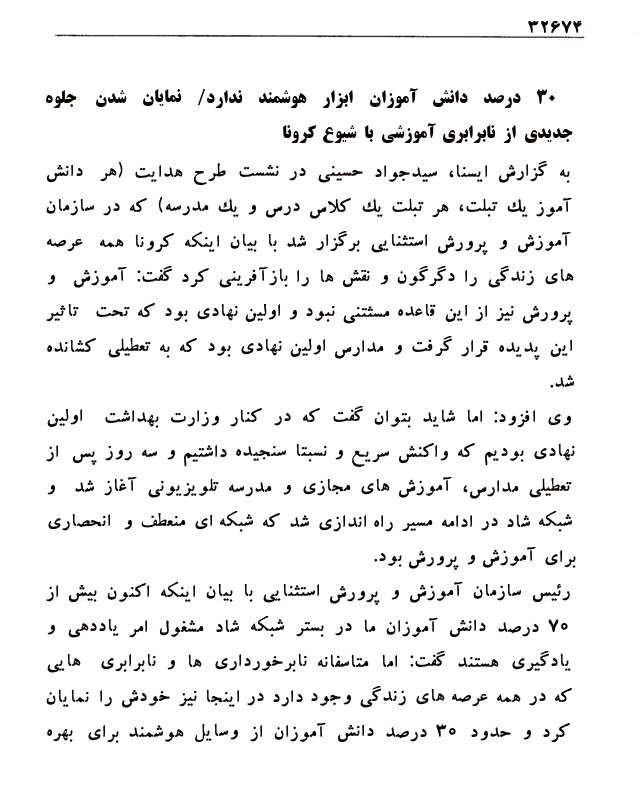 ۳۲۶۷۴
۳۰ درصد دانش آموزان ابزار هوشمند ندارد/ نمایان شدن جلوه
جدیدی از نابرابری آموزشی با شیوع کرونا
به گزارش ایسنا، سیدجواد حسینی در نشست طرح هدایت (هر دانش
آموز یك تبلت، هر تبلت یك کلاس درس و یك مدرسه) که در سازمان
آموزش و پرورش استثنایی برگزار شد با بیان اینکه کرونا همه عرصه
های زندگی را دگرگون و نقش ها را بازآفرینی کرد گفت: آموزش و
پرورش نیز از این قاعده مسثتنی نبود و اولین نهادی بود که تحت تاثیر
این پدیده قرار گرفت و مدارس اولین نهادی بود که به تعطیلی کشانده
شد.
وی افزود: اما شاید بتوان گفت که در کنار وزارت بهداشت اولین
نهادی بودیم که واکنش سریع و نسبتا سنجیده داشتیم و سه روز پس از
تعطیلی مدارس، آموزش های مجازی و مدرسه تلویزیونی آغاز شد و
شبکه شاد در ادامه مسیر راه اندازی شد که شبکه ای منعطف و انحصاری
برای آموزش و پرورش بود.
رئیس سازمان آموزش و پرورش استثنایی با بیان اینکه اکنون بیش از
۷۰ درصد دانش آموزان ما در بستر شبکه شاد مشغول امر یاددهی و
یادگیری هستند گفت: اما متاسفانه نابرخورداری ها و نابرابری هایی
که در همه عرصه های زندگی وجود دارد در اینجا نیز خودش را نمایان
کرد و حدود ۳۰ درصد دانش آموزان از وسایل هوشمند برای بهره